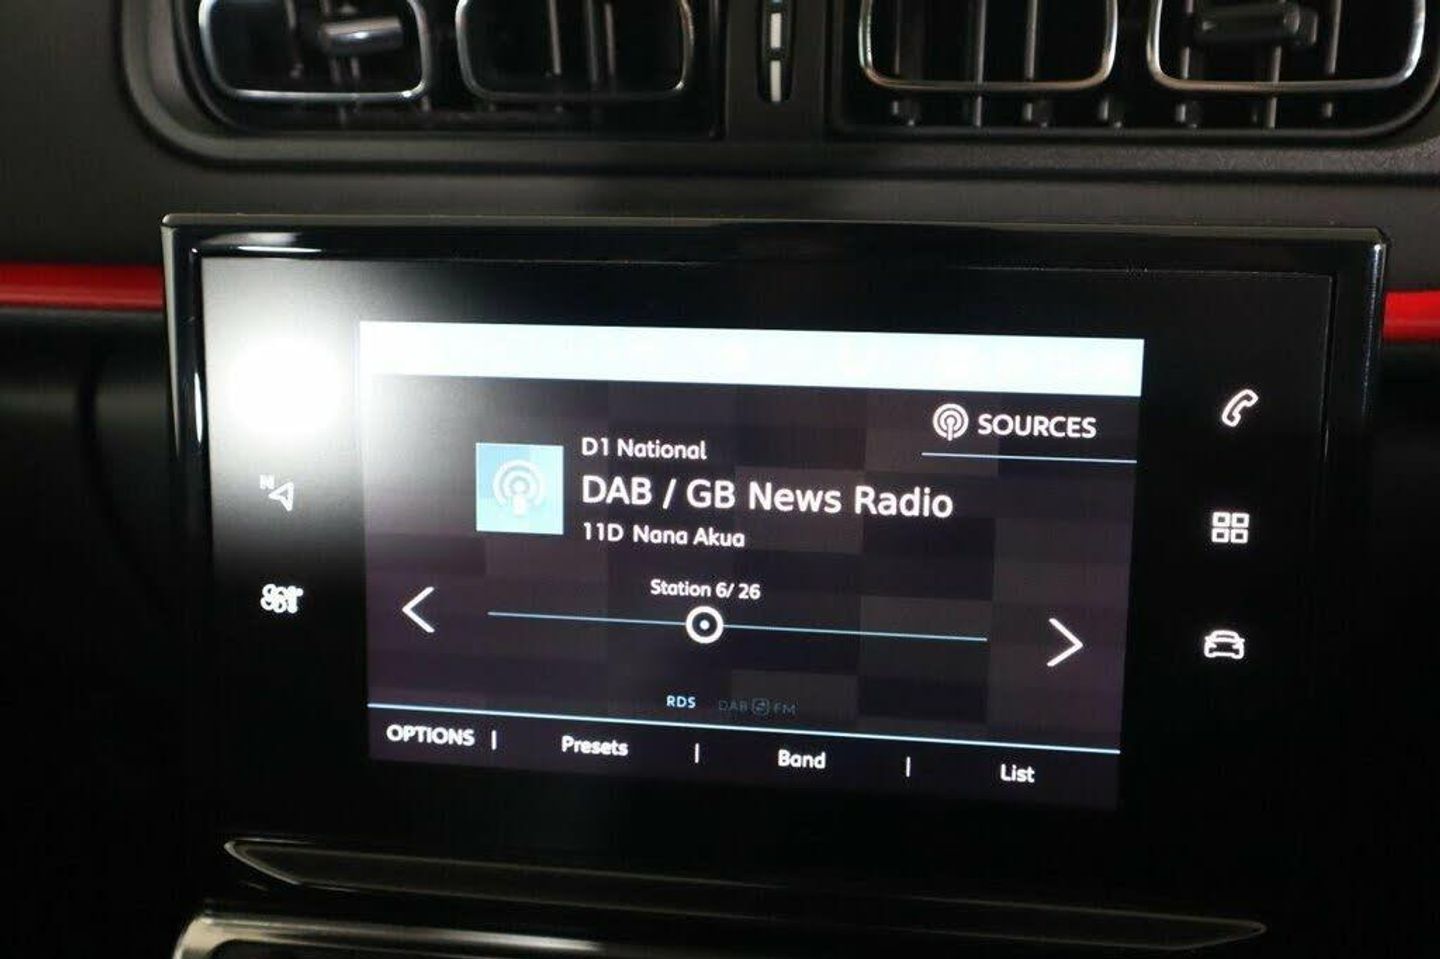 SOURCES
D1 National
DAB / GB News Radio
11D Nana Akua
Station 6/ 26
N
RDS DAB FM
OPTIONS | Presets | Band | List